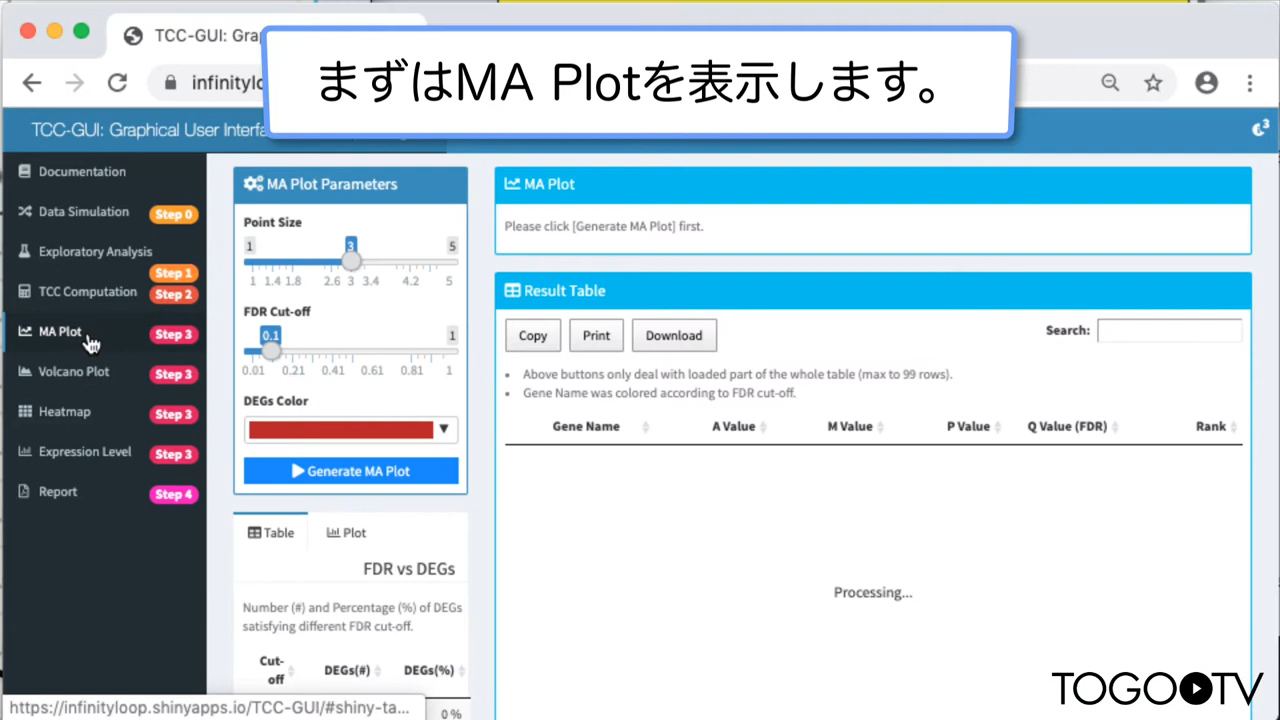 TCC-GUI: Gra
まずはMA Plotを表示します。
infinitylo
TCC-GUI: Graphical User Interfa
3
Documentation
Data Simulation Step 0
Exploratory Analysis
Step 1
TCC Computation Step 2
MA Plot Step 3
Volcano Plot Step 3
Heatmap Step 3
Expression Level Step 3
Report Step 4
MA Plot Parameters
Point Size
1 3 5
1 1.4 1.8 2.6 3 3.4 4.2 5
FDR Cut-off
0.1 1
0.01 0.21 0.41 0.61 0.81 1
DEGs Color
Generate MA Plot
Table Plot
FDR vs DEGs
Number (#) and Percentage (%) of DEGs
satisfying different FDR cut-off.
Cut-
off DEGs(#) DEGs(%)
0 %
MA Plot
Please click [Generate MA Plot] first.
Result Table
Copy Print Download Search:
Above buttons only deal with loaded part of the whole table (max to 99 rows).
Gene Name was colored according to FDR cut-off.
Gene Name A Value M Value P Value Q Value (FDR) Rank
Processing...
https://infinityloop.shinyapps.io/TCC-GUI/#shiny-ta...
TOGOTV